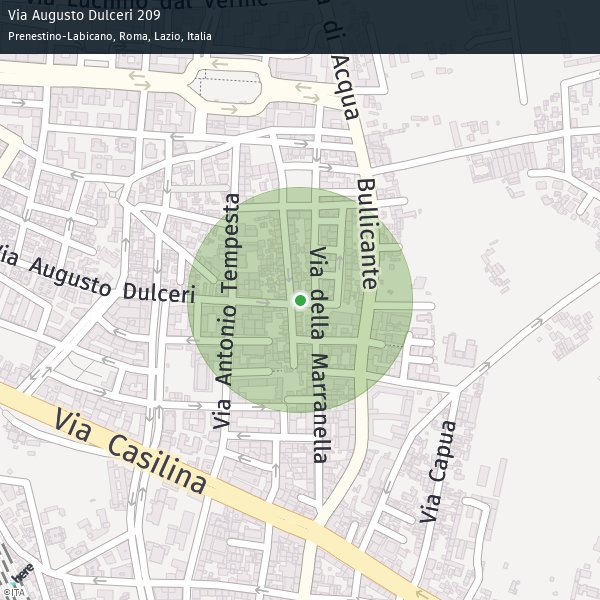 Via Augusto Dulceri 209
Prenestino-Labicano, Roma, Lazio, Italia
Via Luchino dal Verme
Via di Acqua
Bullicante
Via Augusto Dulceri
Via Antonio Tempesta
Via della Marranella
Via Casilina
Via Capua
here
©ITA